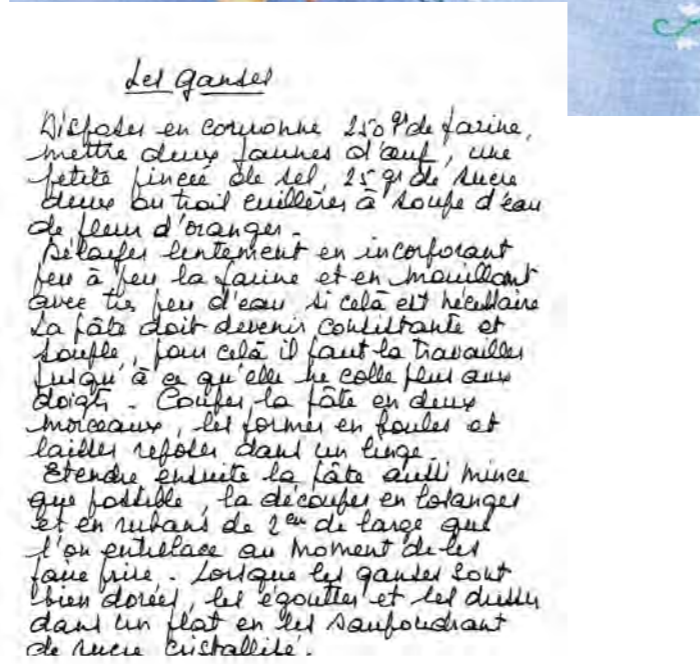 Les Ganses
Disposer en couronne 250 grs de farine,
mettre deux jaunes d'œuf, une
petite pincée de sel, 25 gr de sucre
deux ou trois cuillères à soupe d'eau
de fleur d'oranger.
Délayer lentement en incorporant
peu à peu la farine et en mouillant
avec très peu d'eau si celà est nécessaire
La pâte doit devenir consistante et
souple, pour celà il faut la travailler
jusqu'à ce qu'elle ne colle plus aux
doigts. Couper la pâte en deux
morceaux, les former en boules et
laisser reposer dans un linge.
Etendre ensuite la pâte aussi mince
que possible, la découper en losanges
et en rubans de 2 cm de large que
l'on entrelace au moment de les
faire frire. Lorsque les ganses sont
bien dorées, les égoutter et les dresser
dans un plat en les saupoudrant
de sucre cristallisé.